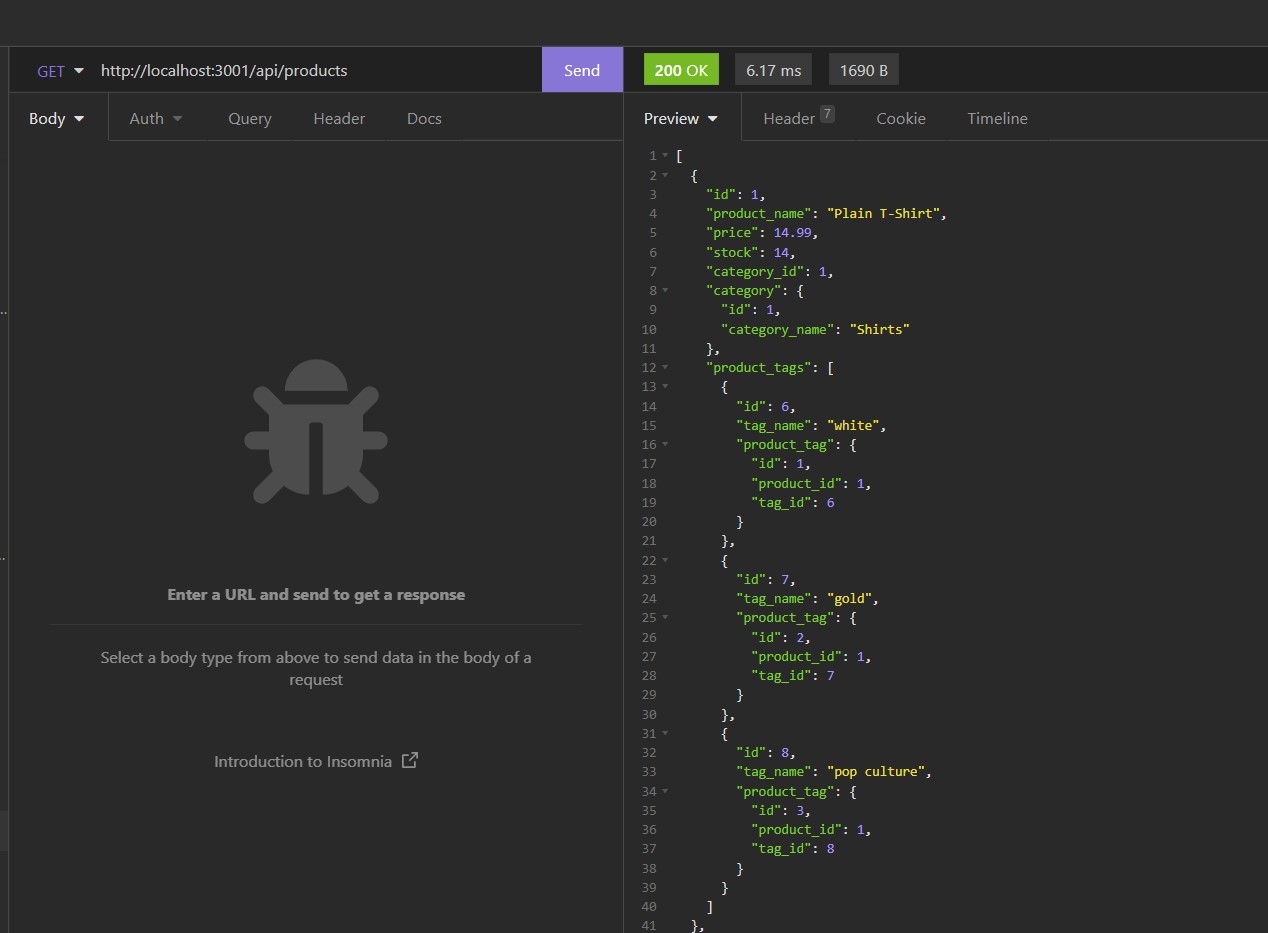 GET http://localhost:3001/api/products Send 200 OK 6.17 ms 1690 B
Body Auth Query Header Docs
Preview Header 7 Cookie Timeline
Enter a URL and send to get a response
Select a body type from above to send data in the body of a
request
Introduction to Insomnia
1 [
2 {
3 "id": 1,
4 "product_name": "Plain T-Shirt",
5 "price": 14.99,
6 "stock": 14,
7 "category_id": 1,
8 "category": {
9 "id": 1,
10 "category_name": "Shirts"
11 },
12 "product_tags": [
13 {
14 "id": 6,
15 "tag_name": "white",
16 "product_tag": {
17 "id": 1,
18 "product_id": 1,
19 "tag_id": 6
20 }
21 },
22 {
23 "id": 7,
24 "tag_name": "gold",
25 "product_tag": {
26 "id": 2,
27 "product_id": 1,
28 "tag_id": 7
29 }
30 },
31 {
32 "id": 8,
33 "tag_name": "pop culture",
34 "product_tag": {
35 "id": 3,
36 "product_id": 1,
37 "tag_id": 8
38 }
39 }
40 ]
41 },